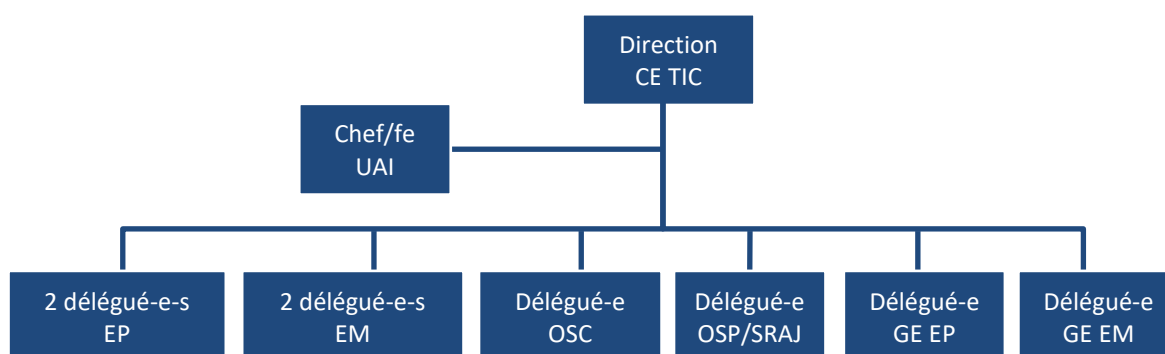 Direction
CE TIC
Chef/fe
UAI
2 délégué-e-s
EP
2 délégué-e-s
EM
Délégué-e
OSC
Délégué-e
OSP/SRAJ
Délégué-e
GE EP
Délégué-e
GE EM